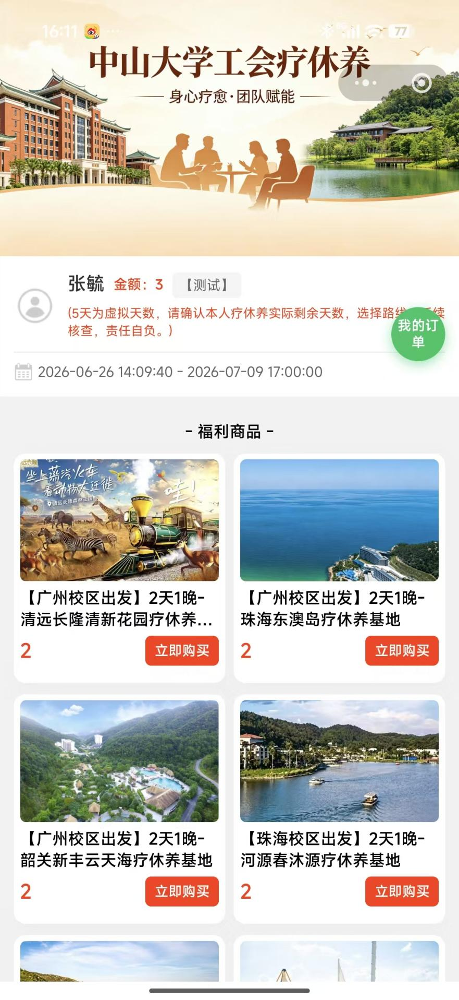 16:11
77
中山大学工会疗休养
身心疗愈·团队赋能
张毓 金额：3 【测试】
(5天为虚拟天数，请确认本人疗休养实际剩余天数，选择路线 续
核查，责任自负。)
我的订
单
2026-06-26 14:09:40 - 2026-07-09 17:00:00
- 福利商品 -
坐上蒸汽火车
看动物大迁徙
清远长隆森林王国
哇!
【广州校区出发】2天1晚-
清远长隆清新花园疗休养...
2 立即购买
【广州校区出发】2天1晚-
珠海东澳岛疗休养基地
2 立即购买
【广州校区出发】2天1晚-
韶关新丰云天海疗休养基地
2 立即购买
【珠海校区出发】2天1晚-
河源春沐源疗休养基地
2 立即购买